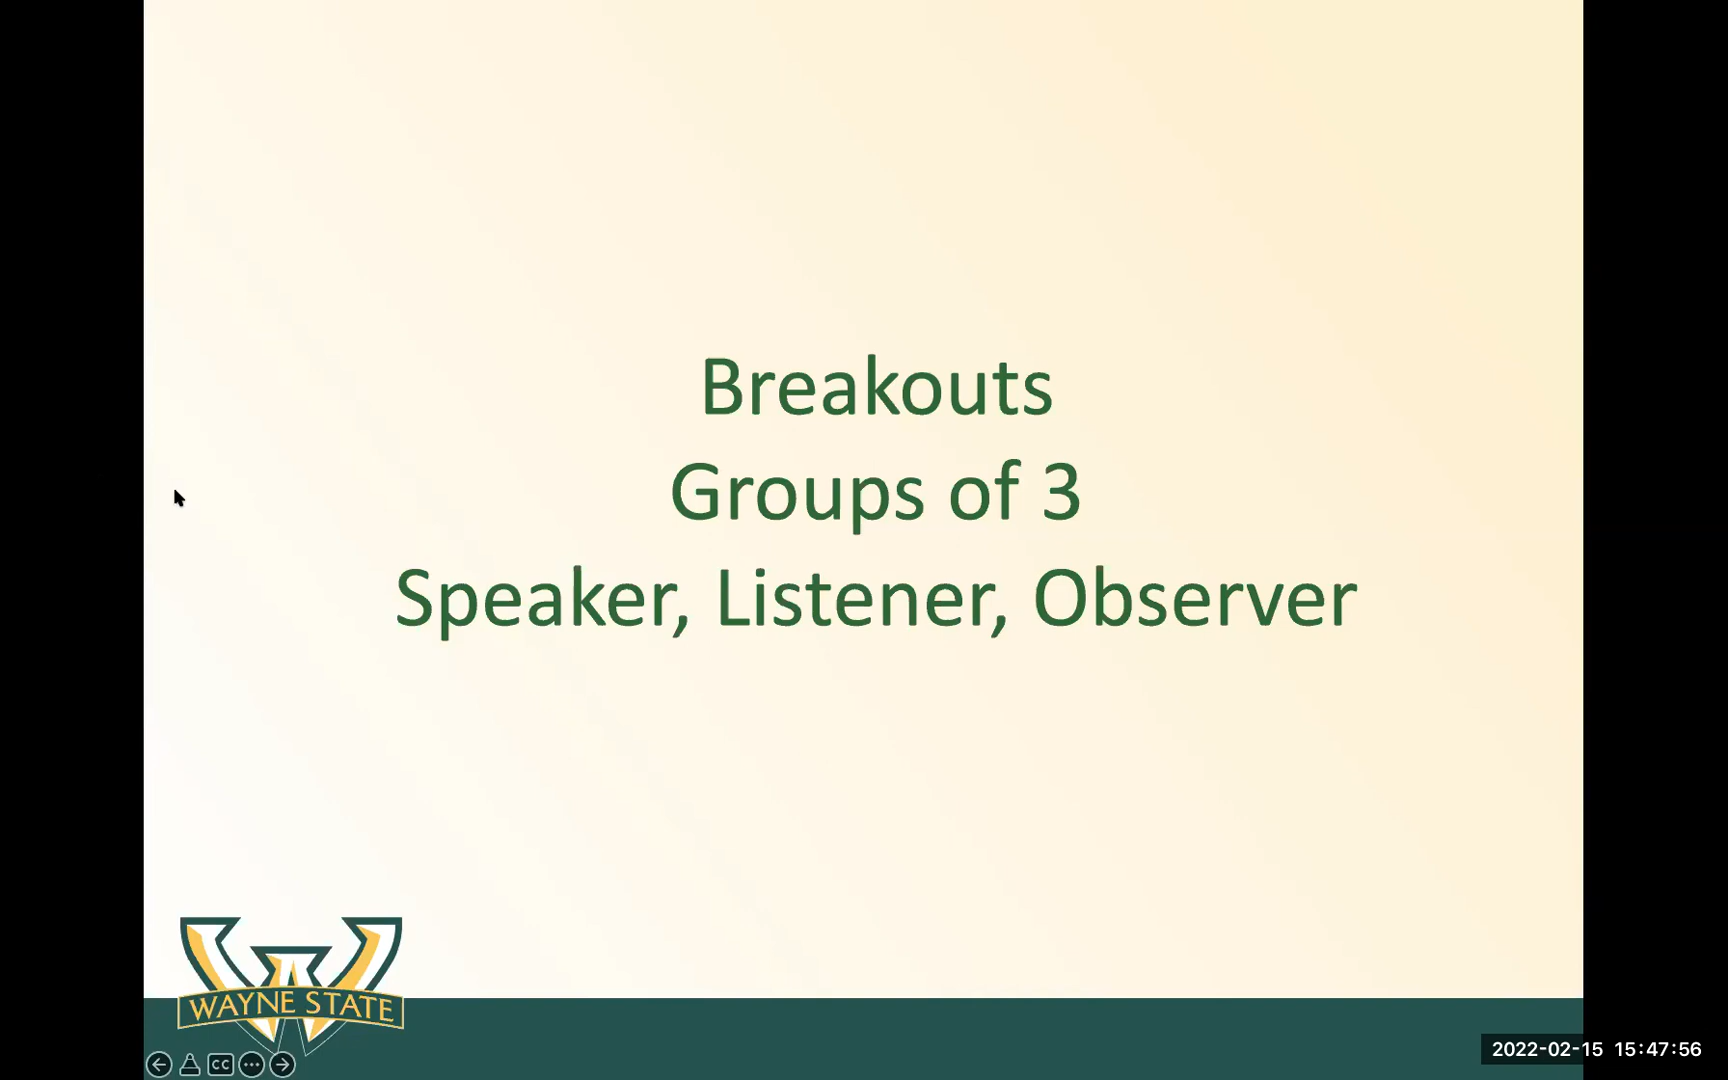 Breakouts
Groups of 3
Speaker, Listener, Observer
WAYNE STATE
CC
2022-02-15 15:47:56